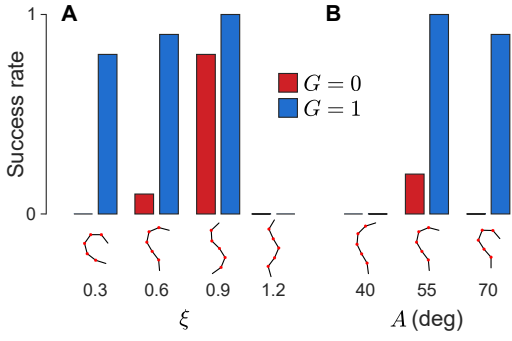 A
B
Success rate
1
0
G = 0
G = 1
0.3 0.6 0.9 1.2
40 55 70
ξ
A (deg)